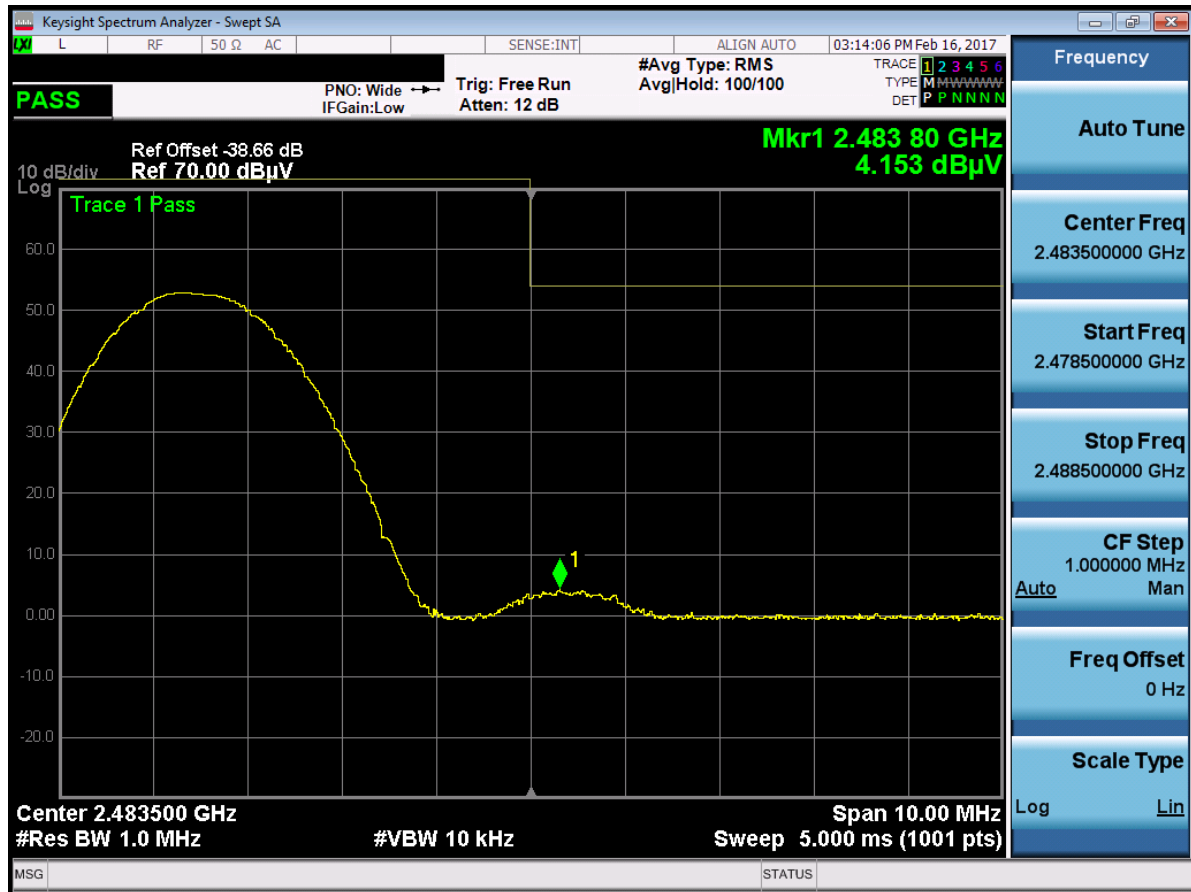 Keysight Spectrum Analyzer - Swept SA
LXI L RF 50 Ω AC SENSE:INT ALIGN AUTO 03:14:06 PM Feb 16, 2017
PASS
PNO: Wide
IFGain:Low
Trig: Free Run
Atten: 12 dB
#Avg Type: RMS
Avg|Hold: 100/100
TRACE 1 2 3 4 5 6
TYPE M M W W W W
DET P P N N N N
Mkr1 2.483 80 GHz
4.153 dBµV
Ref Offset -38.66 dB
10 dB/div Ref 70.00 dBµV
Log
Trace 1 Pass
60.0
50.0
40.0
30.0
20.0
10.0
0.00
-10.0
-20.0
1
Center 2.483500 GHz Span 10.00 MHz
#Res BW 1.0 MHz #VBW 10 kHz Sweep 5.000 ms (1001 pts)
MSG STATUS
Frequency
Auto Tune
Center Freq
2.483500000 GHz
Start Freq
2.478500000 GHz
Stop Freq
2.488500000 GHz
CF Step
1.000000 MHz
Auto Man
Freq Offset
0 Hz
Scale Type
Log Lin